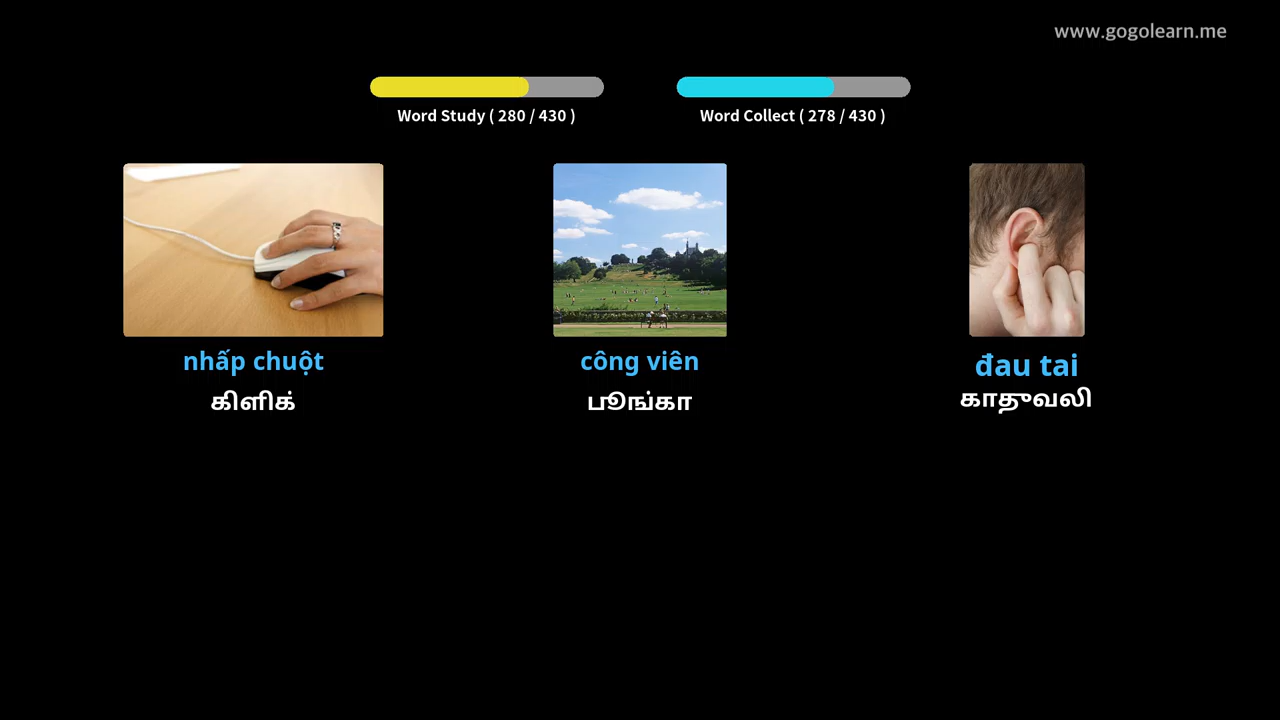 www.gogolearn.me
Word Study ( 280 / 430 )
Word Collect ( 278 / 430 )
nhấp chuột
கிளிக்
công viên
பூங்கா
đau tai
காதுவலி